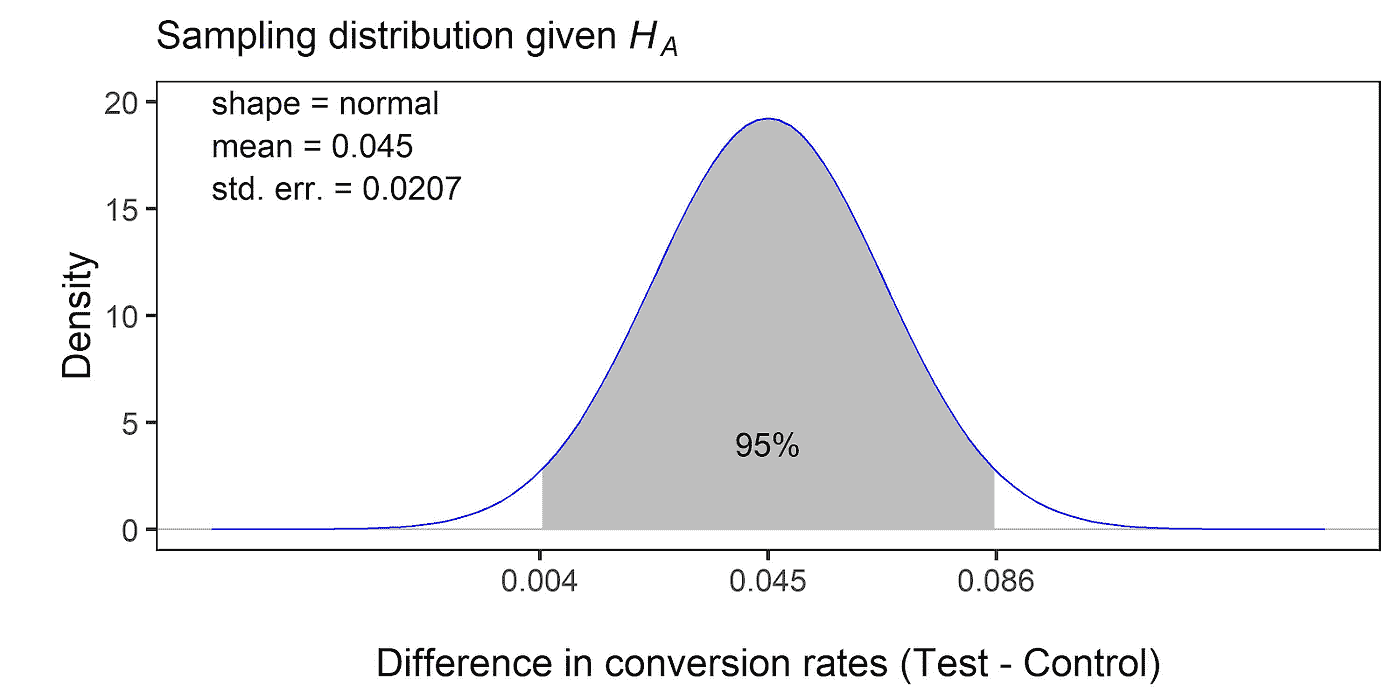 Sampling distribution given H_A
shape = normal
mean = 0.045
std. err. = 0.0207
Density
20
15
10
5
0
95%
0.004 0.045 0.086
Difference in conversion rates (Test - Control)